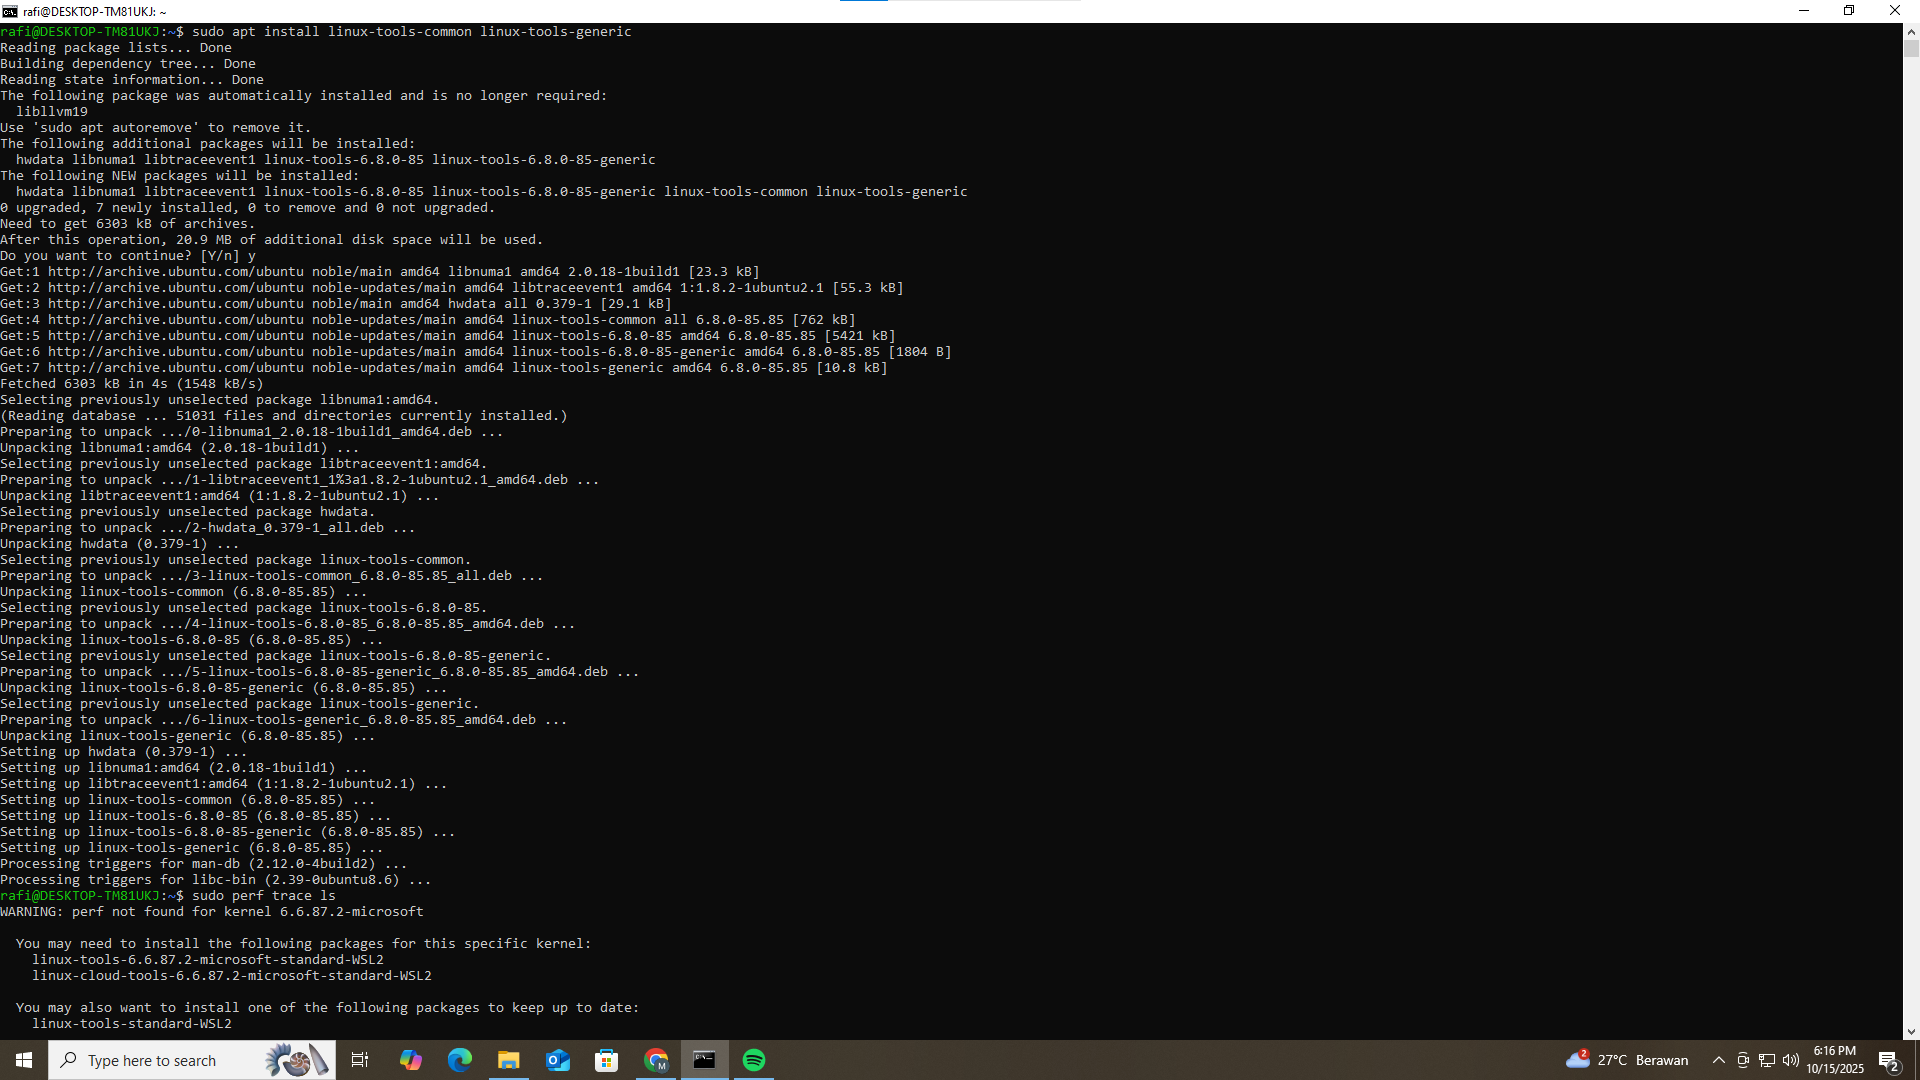 rafi@DESKTOP-TM81UKJ: ~
rafi@DESKTOP-TM81UKJ:~$ sudo apt install linux-tools-common linux-tools-generic
Reading package lists... Done
Building dependency tree... Done
Reading state information... Done
The following package was automatically installed and is no longer required:
  libllvm19
Use 'sudo apt autoremove' to remove it.
The following additional packages will be installed:
  hwdata libnuma1 libtraceevent1 linux-tools-6.8.0-85 linux-tools-6.8.0-85-generic
The following NEW packages will be installed:
  hwdata libnuma1 libtraceevent1 linux-tools-6.8.0-85 linux-tools-6.8.0-85-generic linux-tools-common linux-tools-generic
0 upgraded, 7 newly installed, 0 to remove and 0 not upgraded.
Need to get 6303 kB of archives.
After this operation, 20.9 MB of additional disk space will be used.
Do you want to continue? [Y/n] y
Get:1 http://archive.ubuntu.com/ubuntu noble/main amd64 libnuma1 amd64 2.0.18-1build1 [23.3 kB]
Get:2 http://archive.ubuntu.com/ubuntu noble-updates/main amd64 libtraceevent1 amd64 1:1.8.2-1ubuntu2.1 [55.3 kB]
Get:3 http://archive.ubuntu.com/ubuntu noble/main amd64 hwdata all 0.379-1 [29.1 kB]
Get:4 http://archive.ubuntu.com/ubuntu noble-updates/main amd64 linux-tools-common all 6.8.0-85.85 [762 kB]
Get:5 http://archive.ubuntu.com/ubuntu noble-updates/main amd64 linux-tools-6.8.0-85 amd64 6.8.0-85.85 [5421 kB]
Get:6 http://archive.ubuntu.com/ubuntu noble-updates/main amd64 linux-tools-6.8.0-85-generic amd64 6.8.0-85.85 [1804 B]
Get:7 http://archive.ubuntu.com/ubuntu noble-updates/main amd64 linux-tools-generic amd64 6.8.0-85.85 [10.8 kB]
Fetched 6303 kB in 4s (1548 kB/s)
Selecting previously unselected package libnuma1:amd64.
(Reading database ... 51031 files and directories currently installed.)
Preparing to unpack .../0-libnuma1_2.0.18-1build1_amd64.deb ...
Unpacking libnuma1:amd64 (2.0.18-1build1) ...
Selecting previously unselected package libtraceevent1:amd64.
Preparing to unpack .../1-libtraceevent1_1%3a1.8.2-1ubuntu2.1_amd64.deb ...
Unpacking libtraceevent1:amd64 (1:1.8.2-1ubuntu2.1) ...
Selecting previously unselected package hwdata.
Preparing to unpack .../2-hwdata_0.379-1_all.deb ...
Unpacking hwdata (0.379-1) ...
Selecting previously unselected package linux-tools-common.
Preparing to unpack .../3-linux-tools-common_6.8.0-85.85_all.deb ...
Unpacking linux-tools-common (6.8.0-85.85) ...
Selecting previously unselected package linux-tools-6.8.0-85.
Preparing to unpack .../4-linux-tools-6.8.0-85_6.8.0-85.85_amd64.deb ...
Unpacking linux-tools-6.8.0-85 (6.8.0-85.85) ...
Selecting previously unselected package linux-tools-6.8.0-85-generic.
Preparing to unpack .../5-linux-tools-6.8.0-85-generic_6.8.0-85.85_amd64.deb ...
Unpacking linux-tools-6.8.0-85-generic (6.8.0-85.85) ...
Selecting previously unselected package linux-tools-generic.
Preparing to unpack .../6-linux-tools-generic_6.8.0-85.85_amd64.deb ...
Unpacking linux-tools-generic (6.8.0-85.85) ...
Setting up hwdata (0.379-1) ...
Setting up libnuma1:amd64 (2.0.18-1build1) ...
Setting up libtraceevent1:amd64 (1:1.8.2-1ubuntu2.1) ...
Setting up linux-tools-common (6.8.0-85.85) ...
Setting up linux-tools-6.8.0-85 (6.8.0-85.85) ...
Setting up linux-tools-6.8.0-85-generic (6.8.0-85.85) ...
Setting up linux-tools-generic (6.8.0-85.85) ...
Processing triggers for man-db (2.12.0-4build2) ...
Processing triggers for libc-bin (2.39-0ubuntu8.6) ...
rafi@DESKTOP-TM81UKJ:~$ sudo perf trace ls
WARNING: perf not found for kernel 6.6.87.2-microsoft
  You may need to install the following packages for this specific kernel:
    linux-tools-6.6.87.2-microsoft-standard-WSL2
    linux-cloud-tools-6.6.87.2-microsoft-standard-WSL2
  You may also want to install one of the following packages to keep up to date:
    linux-tools-standard-WSL2
Type here to search
M
2
27°C Berawan
6:16 PM
10/15/2025
2